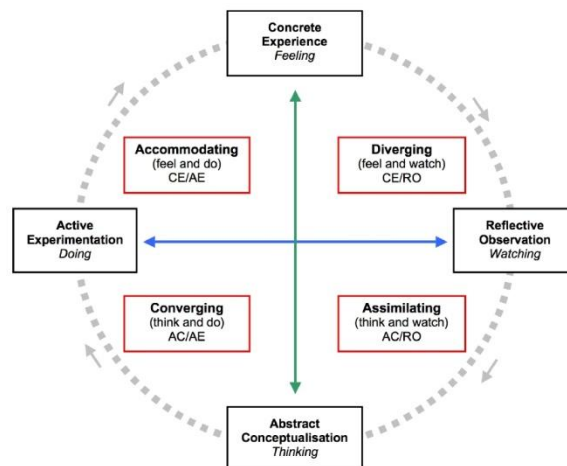 Concrete
Experience
Feeling
Accommodating
(feel and do)
CE/AE
Diverging
(feel and watch)
CE/RO
Active
Experimentation
Doing
Reflective
Observation
Watching
Converging
(think and do)
AC/AE
Assimilating
(think and watch)
AC/RO
Abstract
Conceptualisation
Thinking